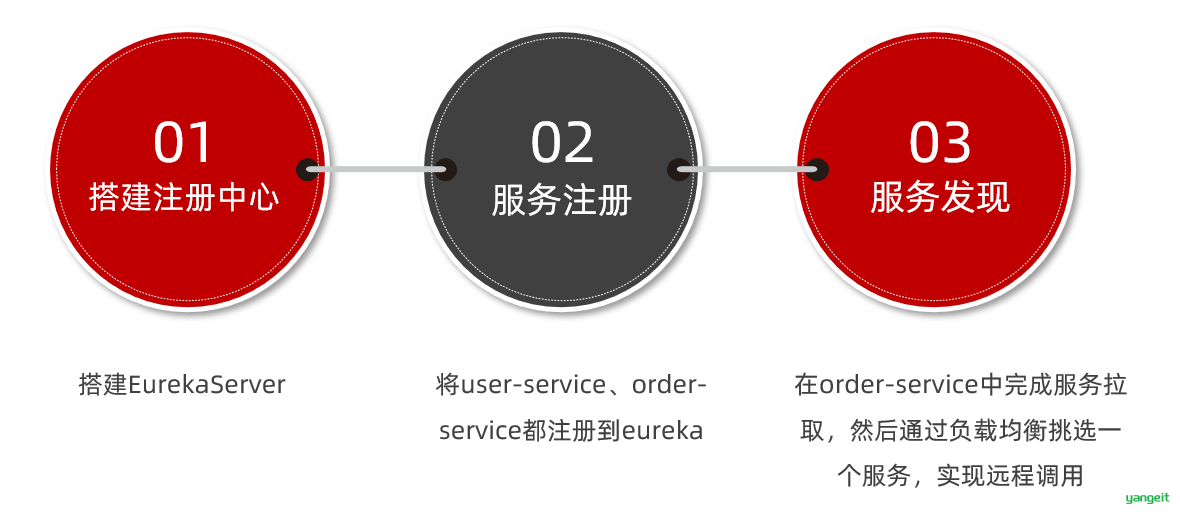 01
搭建注册中心
02
服务注册
03
服务发现
搭建EurekaServer
将user-service、order-
service都注册到eureka
在order-service中完成服务拉
取，然后通过负载均衡挑选一
个服务，实现远程调用
yangeit